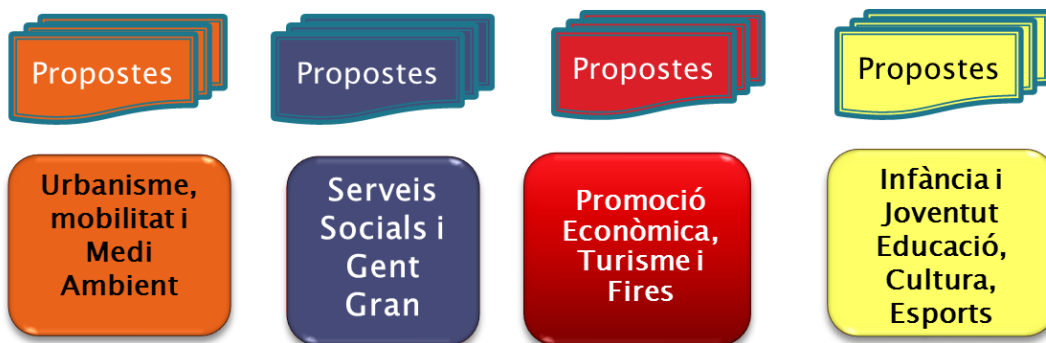 Propostes
Propostes
Propostes
Propostes
Urbanisme,
mobilitat i
Medi
Ambient
Serveis
Socials i
Gent
Gran
Promoció
Econòmica,
Turisme i
Fires
Infància i
Joventut
Educació,
Cultura,
Esports